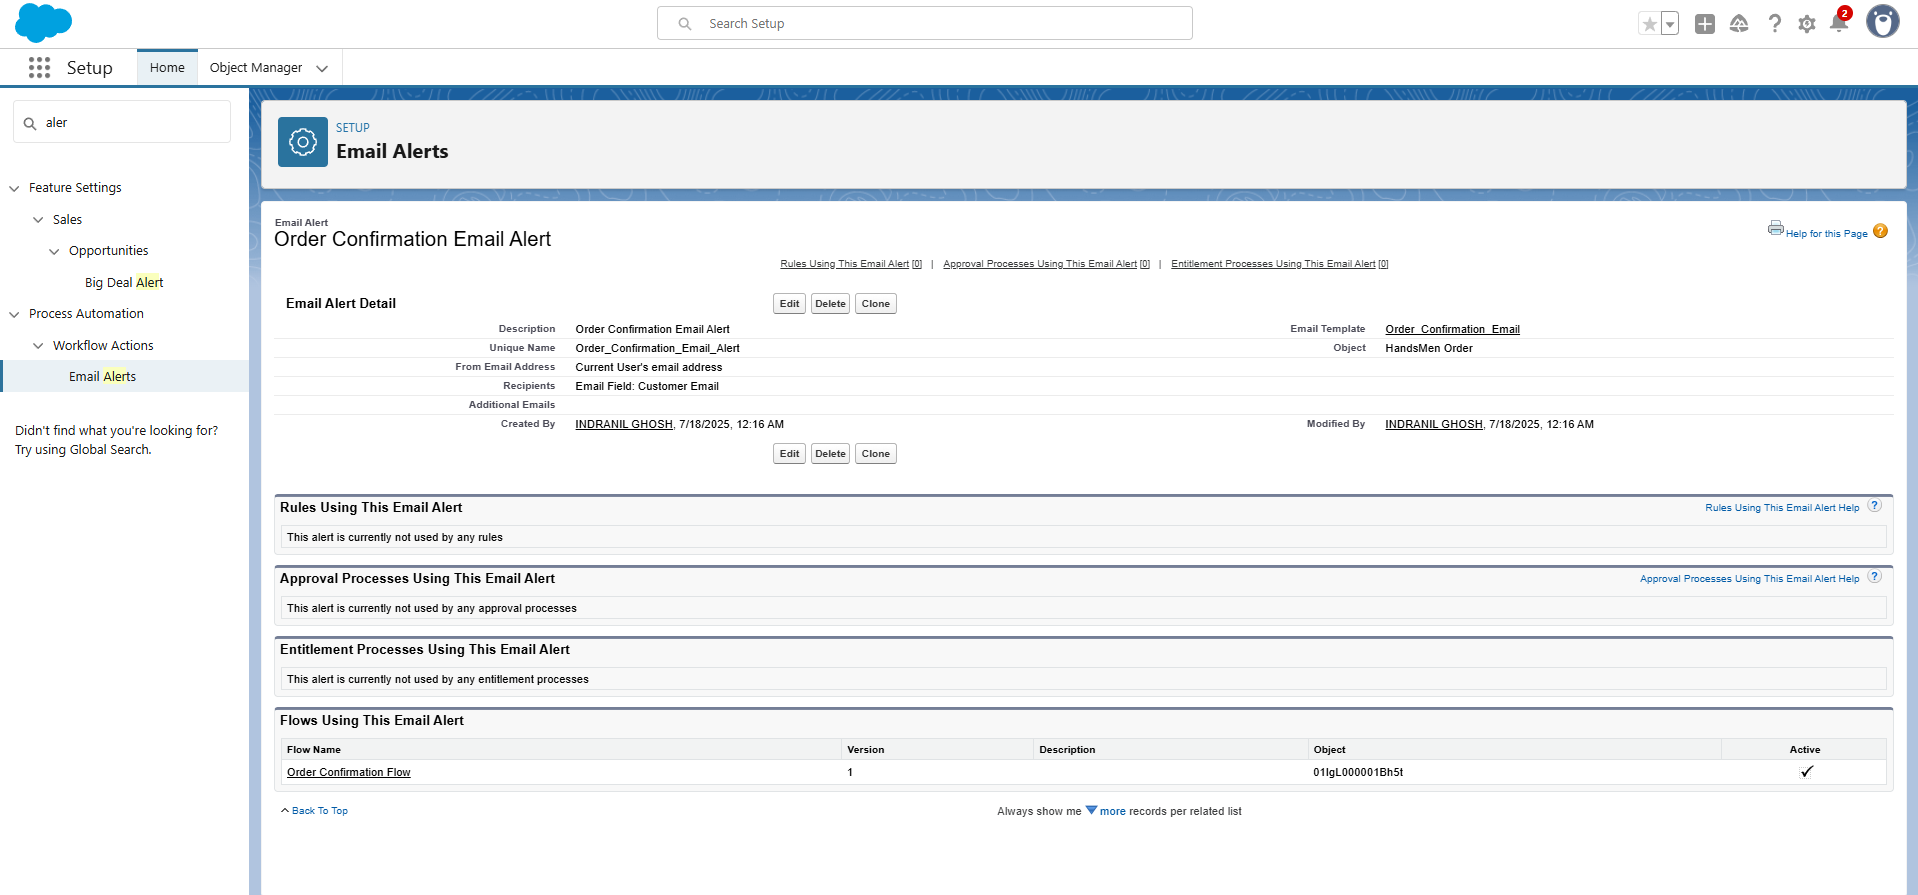 Search Setup
2
Setup
Home
Object Manager
aler
Feature Settings
Sales
Opportunities
Big Deal Alert
Process Automation
Workflow Actions
Email Alerts
Didn't find what you're looking for?
Try using Global Search.
SETUP
Email Alerts
Email Alert
Order Confirmation Email Alert
Help for this Page ?
Rules Using This Email Alert [0] | Approval Processes Using This Email Alert [0] | Entitlement Processes Using This Email Alert [0]
Email Alert Detail
Edit Delete Clone
Description Order Confirmation Email Alert Email Template Order_Confirmation_Email
Unique Name Order_Confirmation_Email_Alert Object HandsMen Order
From Email Address Current User's email address
Recipients Email Field: Customer Email
Additional Emails
Created By INDRANIL GHOSH, 7/18/2025, 12:16 AM Modified By INDRANIL GHOSH, 7/18/2025, 12:16 AM
Edit Delete Clone
Rules Using This Email Alert Rules Using This Email Alert Help ?
This alert is currently not used by any rules
Approval Processes Using This Email Alert Approval Processes Using This Email Alert Help ?
This alert is currently not used by any approval processes
Entitlement Processes Using This Email Alert
This alert is currently not used by any entitlement processes
Flows Using This Email Alert
Flow Name Version Description Object Active
Order Confirmation Flow 1 01IgL000001Bh5t
Back To Top Always show me more records per related list